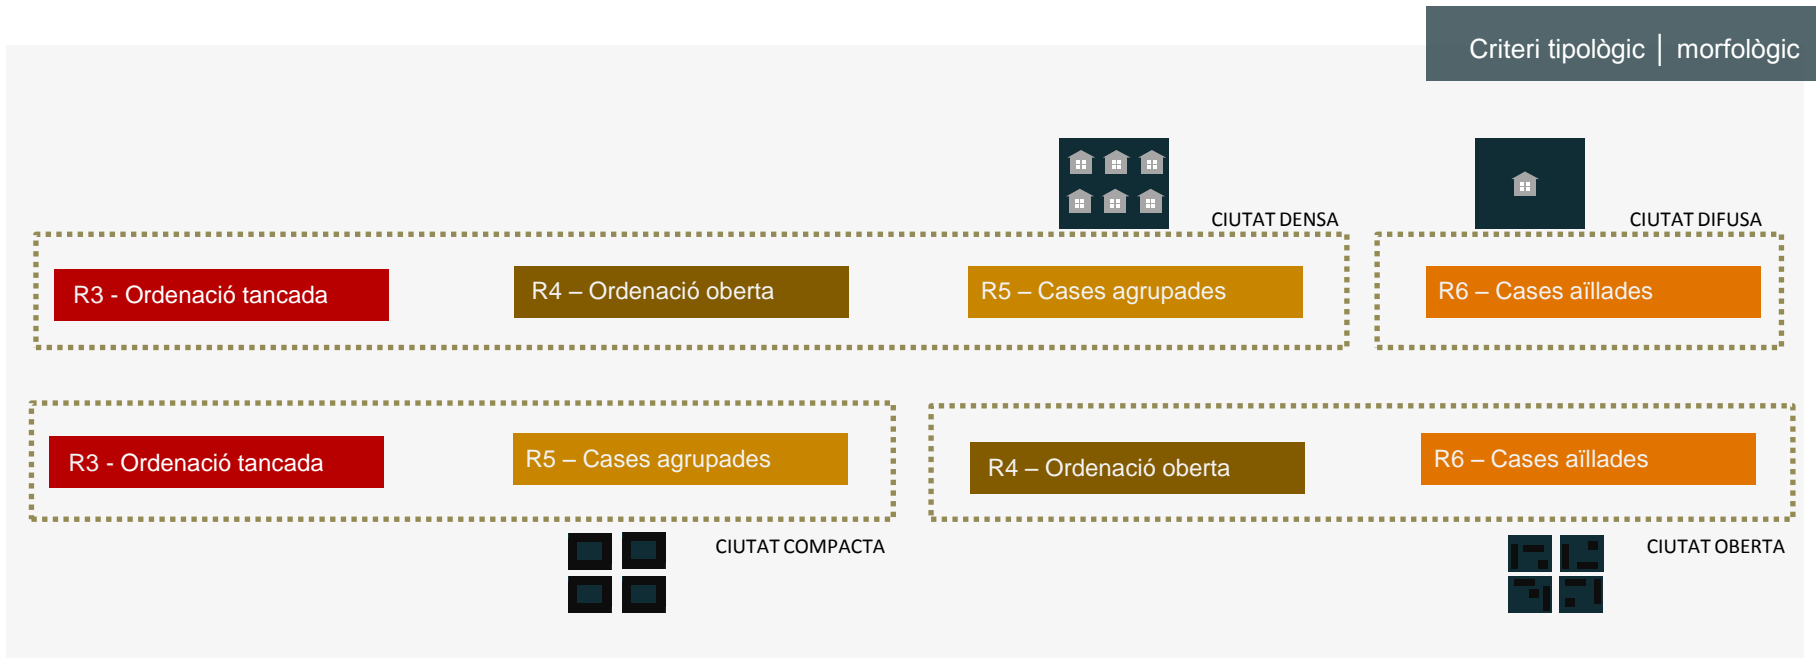 Criteri tipològic | morfològic
CIUTAT DENSA
CIUTAT DIFUSA
R3 - Ordenació tancada
R4 – Ordenació oberta
R5 – Cases agrupades
R6 – Cases aïllades
R3 - Ordenació tancada
R5 – Cases agrupades
R4 – Ordenació oberta
R6 – Cases aïllades
CIUTAT COMPACTA
CIUTAT OBERTA